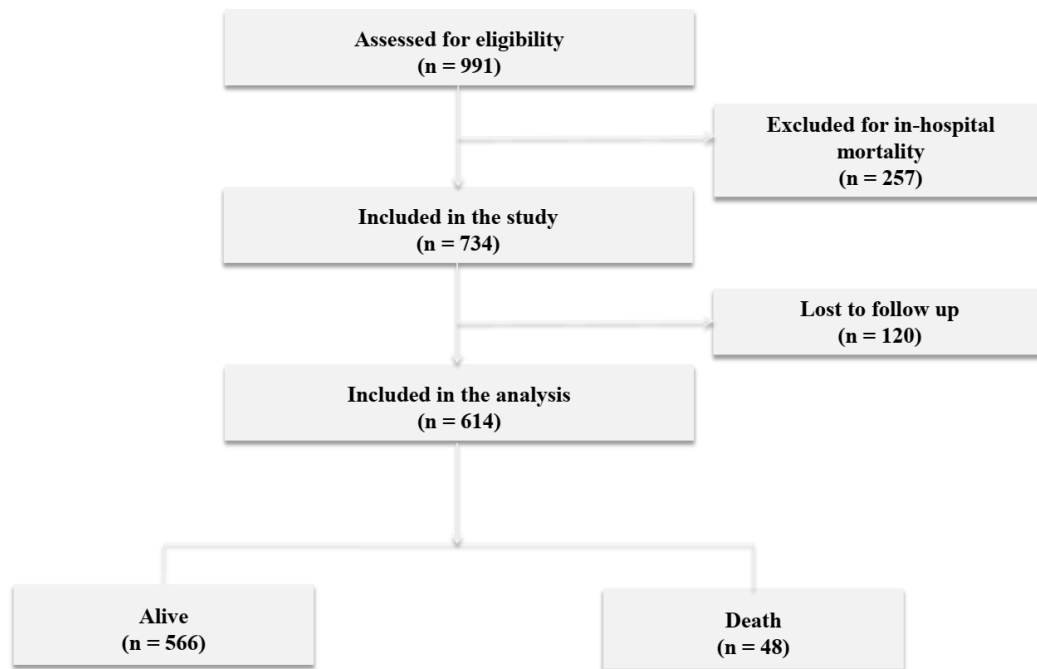 Assessed for eligibility
(n = 991)
Excluded for in-hospital
mortality
(n = 257)
Included in the study
(n = 734)
Lost to follow up
(n = 120)
Included in the analysis
(n = 614)
Alive
(n = 566)
Death
(n = 48)